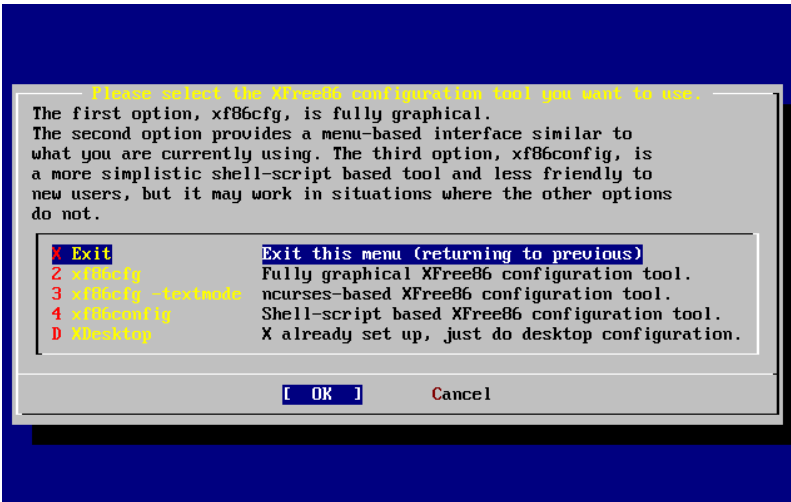 Please select the XFree86 configuration tool you want to use.
The first option, xf86cfg, is fully graphical.
The second option provides a menu-based interface similar to
what you are currently using. The third option, xf86config, is
a more simplistic shell-script based tool and less friendly to
new users, but it may work in situations where the other options
do not.
X Exit Exit this menu (returning to previous)
2 xf86cfg Fully graphical XFree86 configuration tool.
3 xf86cfg -textmode ncurses-based XFree86 configuration tool.
4 xf86config Shell-script based XFree86 configuration tool.
D XDesktop X already set up, just do desktop configuration.
[ OK ] Cancel